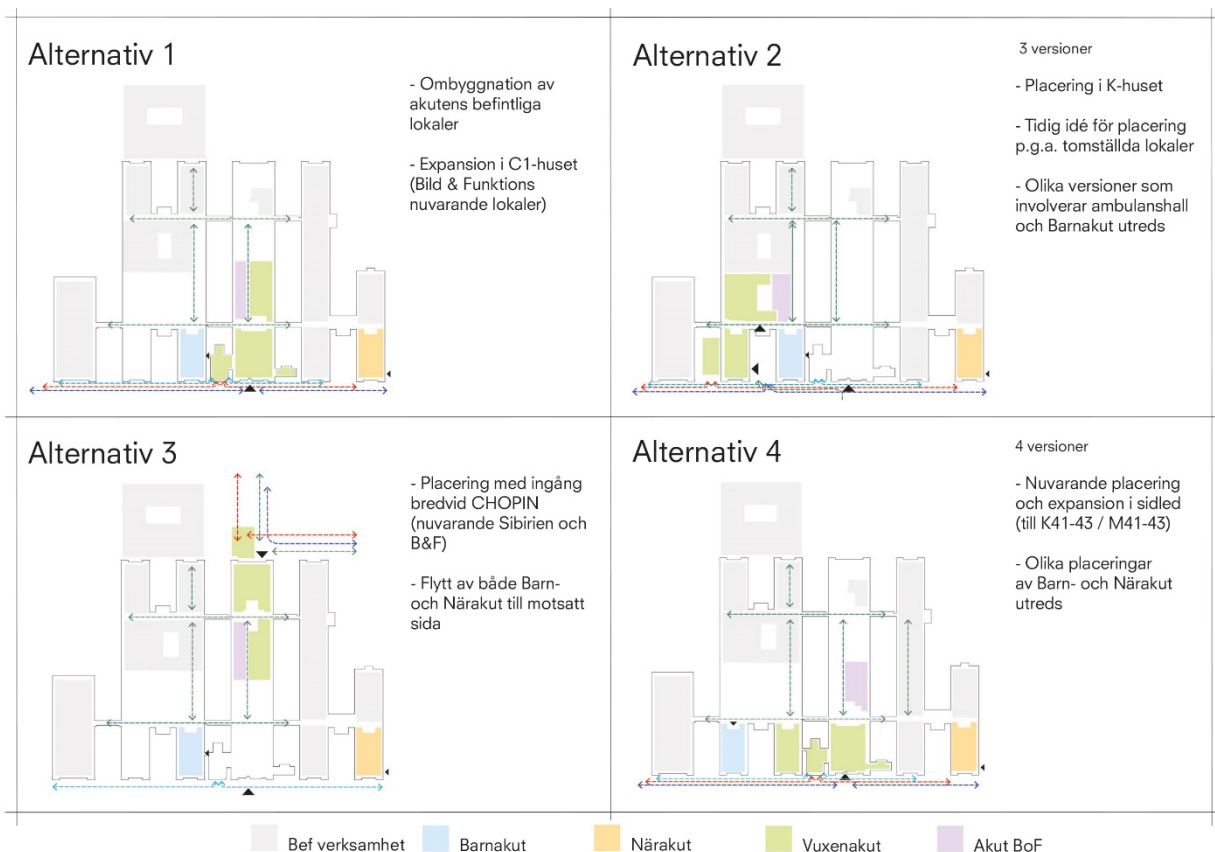 Alternativ 1
- Ombyggnation av
akutens befintliga
lokaler
- Expansion i C1-huset
(Bild & Funktions
nuvarande lokaler)
Alternativ 2
3 versioner
- Placering i K-huset
- Tidig idé för placering
p.g.a. tomställda lokaler
- Olika versioner som
involverar ambulanshall
och Barnakut utreds
Alternativ 3
- Placering med ingång
bredvid CHOPIN
(nuvarande Sibirien och
B&F)
- Flytt av både Barn-
och Närakut till motsatt
sida
Alternativ 4
4 versioner
- Nuvarande placering
och expansion i sidled
(till K41-43 / M41-43)
- Olika placeringar
av Barn- och Närakut
utreds
Bef verksamhet
Barnakut
Närakut
Vuxenakut
Akut BoF